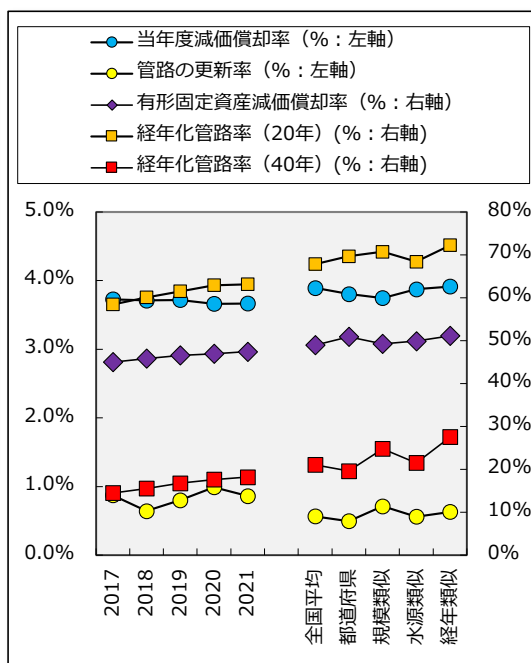 当年度減価償却率（%：左軸）
管路の更新率（%：左軸）
有形固定資産減価償却率（%：右軸）
経年化管路率（20年）(%：右軸)
経年化管路率（40年）(%：右軸)
5.0%
4.0%
3.0%
2.0%
1.0%
0.0%
80%
70%
60%
50%
40%
30%
20%
10%
0%
2017
2018
2019
2020
2021
全国平均
都道府県
規模類似
水源類似
経年類似